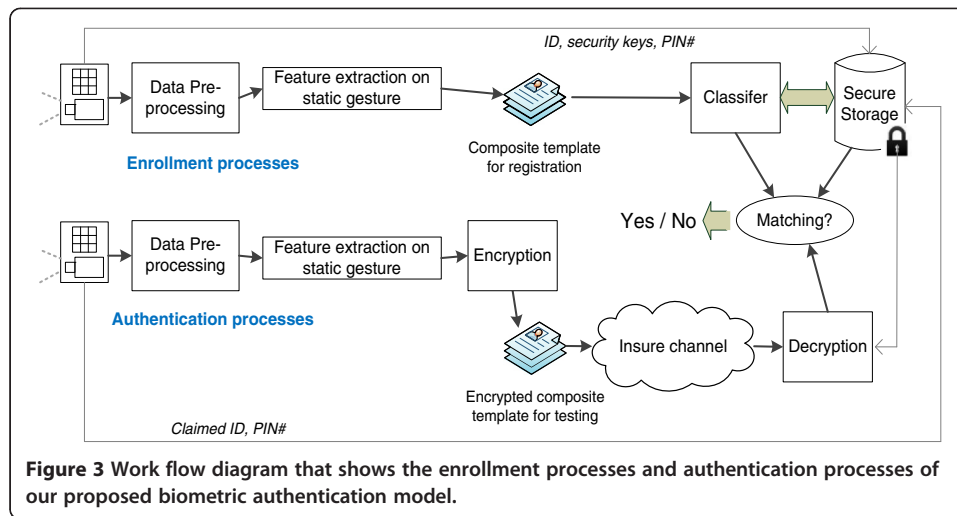 ID, security keys, PIN#
Data Pre-
processing
Feature extraction on
static gesture
Composite template
for registration
Classifer
Secure
Storage
Enrollment processes
Matching?
Yes / No
Data Pre-
processing
Feature extraction on
static gesture
Encryption
Authentication processes
Encrypted composite
template for testing
Insure channel
Decryption
Claimed ID, PIN#
Figure 3 Work flow diagram that shows the enrollment processes and authentication processes of
our proposed biometric authentication model.